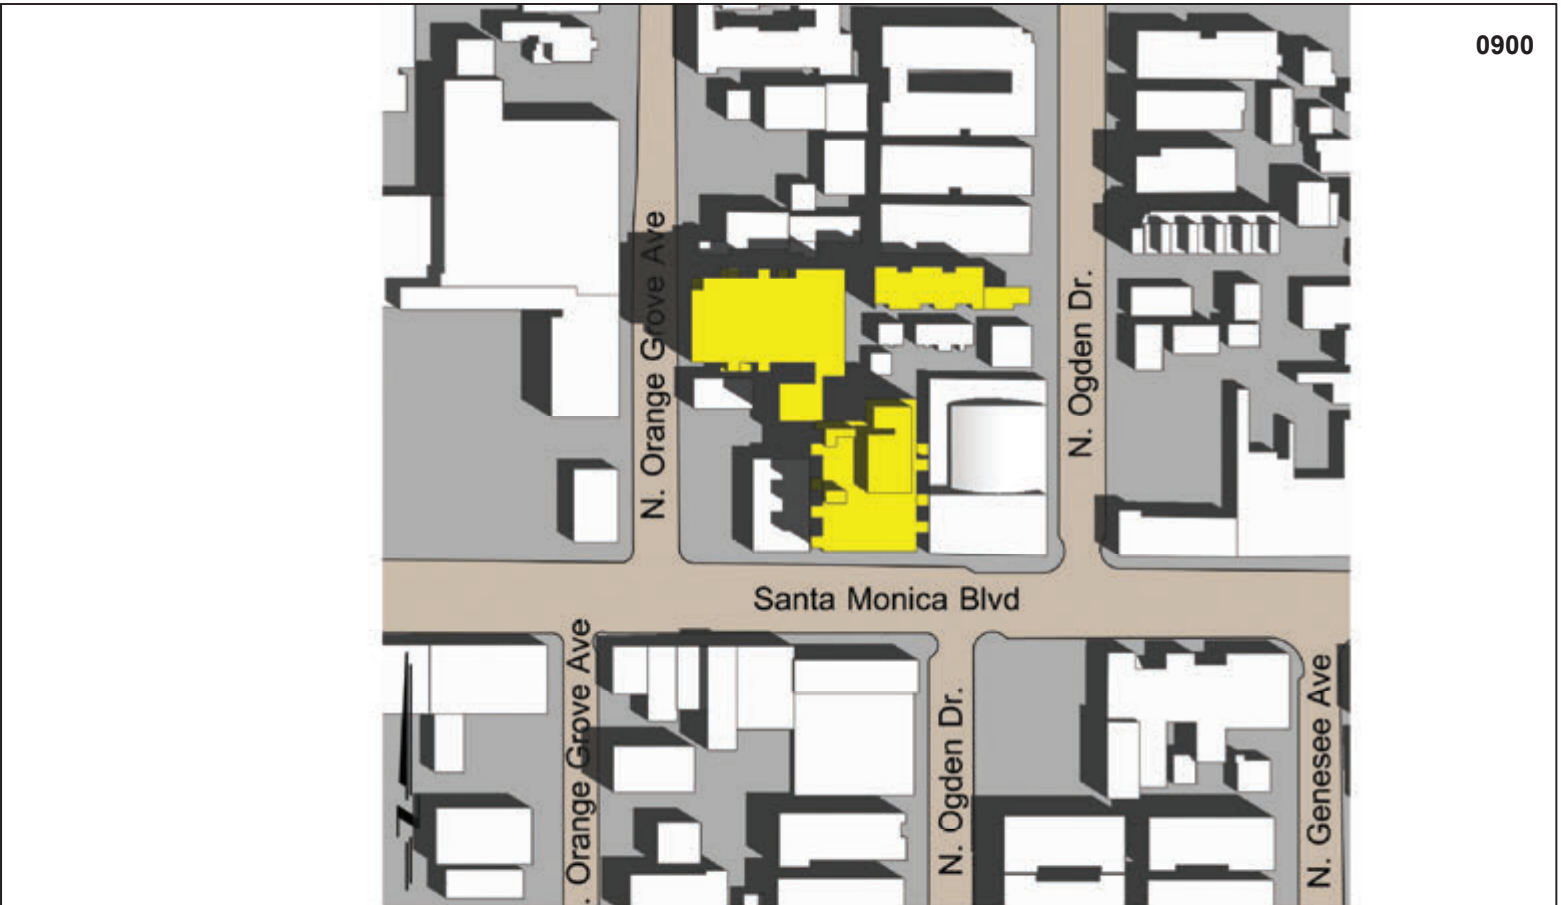 0900
N. Orange Grove Ave
N. Ogden Dr.
Santa Monica Blvd
. Orange Grove Ave
N. Ogden Dr.
N. Genesee Ave